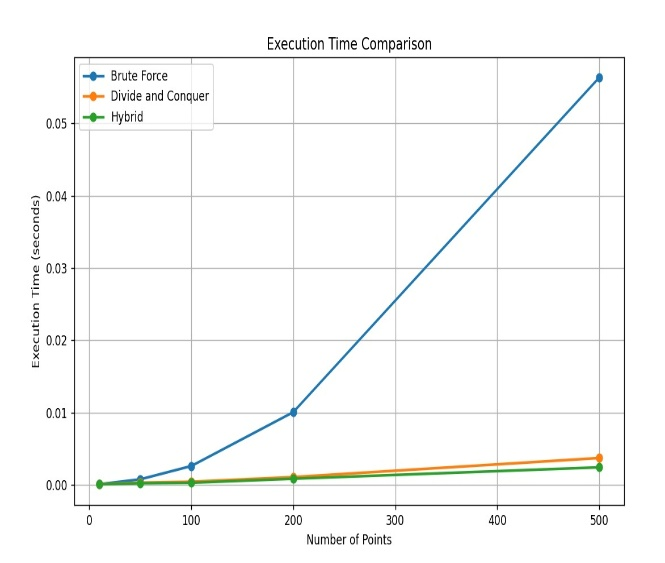 Execution Time Comparison
Brute Force
Divide and Conquer
Hybrid
Execution Time (seconds)
0.05
0.04
0.03
0.02
0.01
0.00
0 100 200 300 400 500
Number of Points